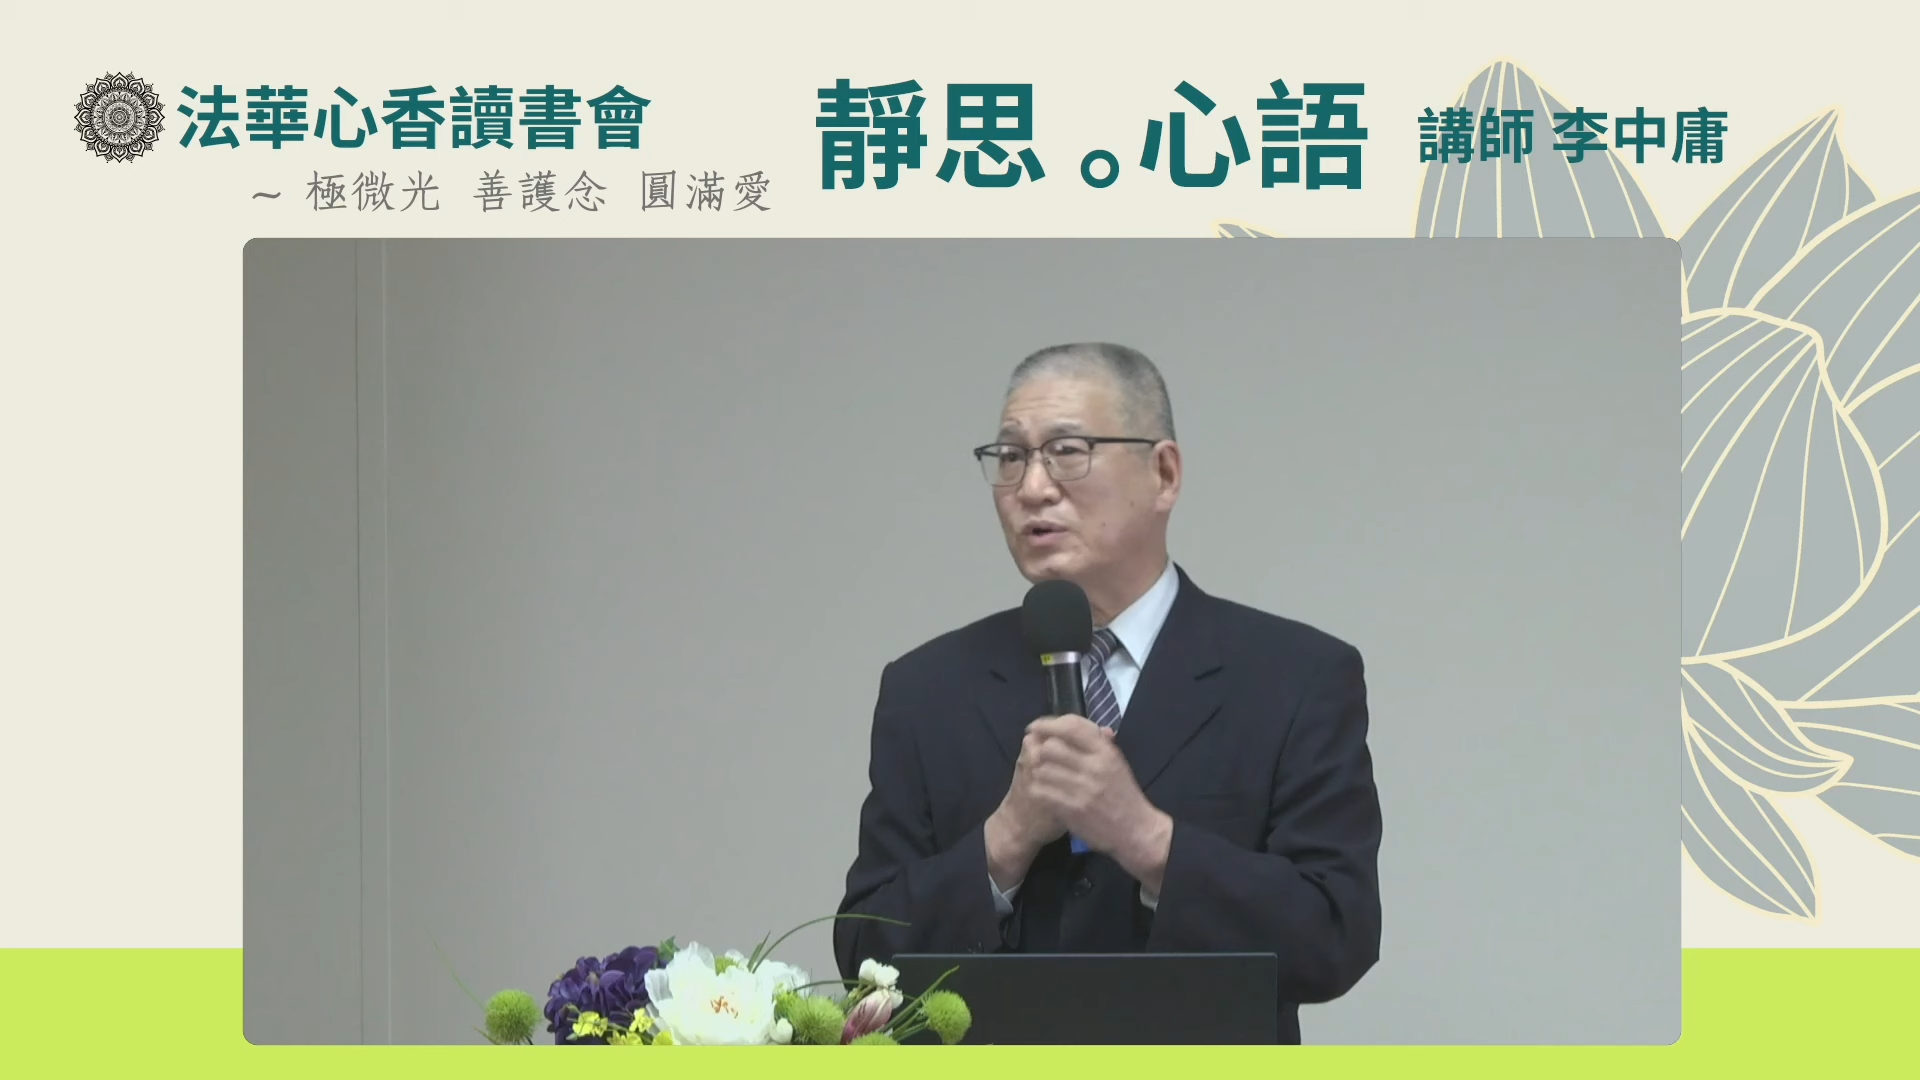 法華心香讀書會
~ 極微光 善護念 圓滿愛
靜思。心語
講師 李中庸